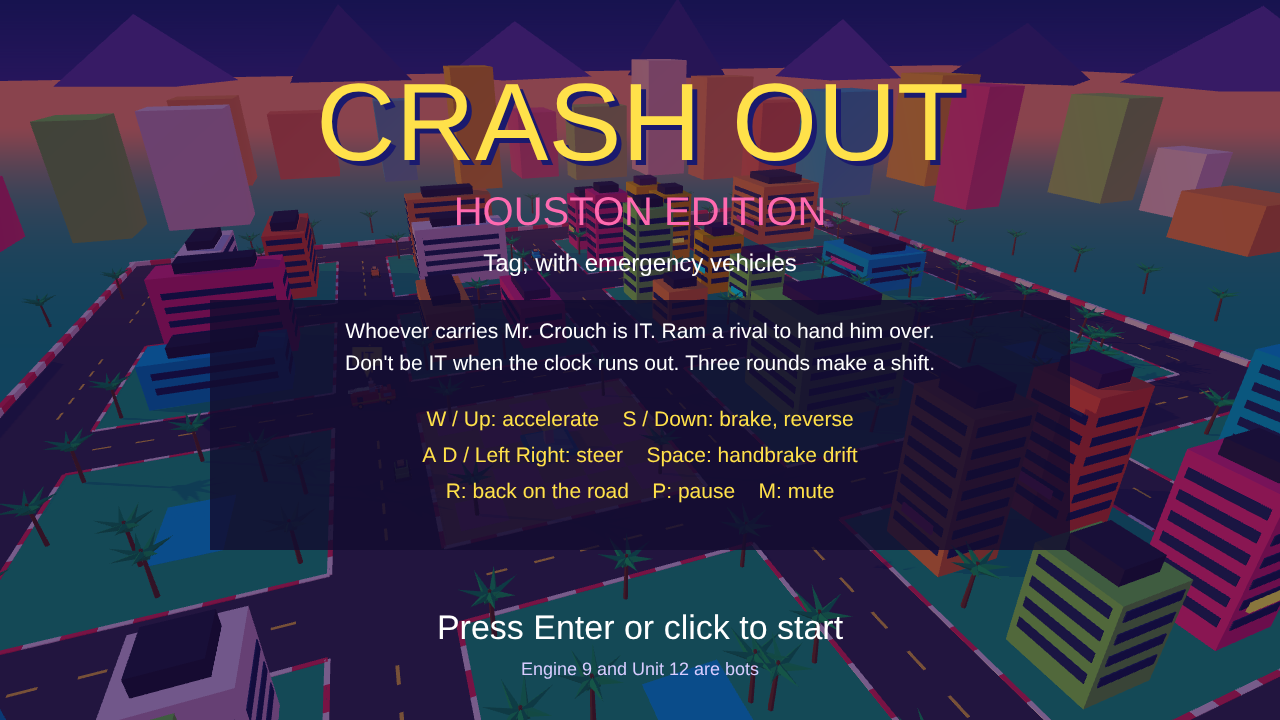 CRASH OUT
HOUSTON EDITION
Tag, with emergency vehicles
Whoever carries Mr. Crouch is IT. Ram a rival to hand him over.
Don't be IT when the clock runs out. Three rounds make a shift.
W / Up: accelerate    S / Down: brake, reverse
A D / Left Right: steer    Space: handbrake drift
R: back on the road    P: pause    M: mute
Press Enter or click to start
Engine 9 and Unit 12 are bots